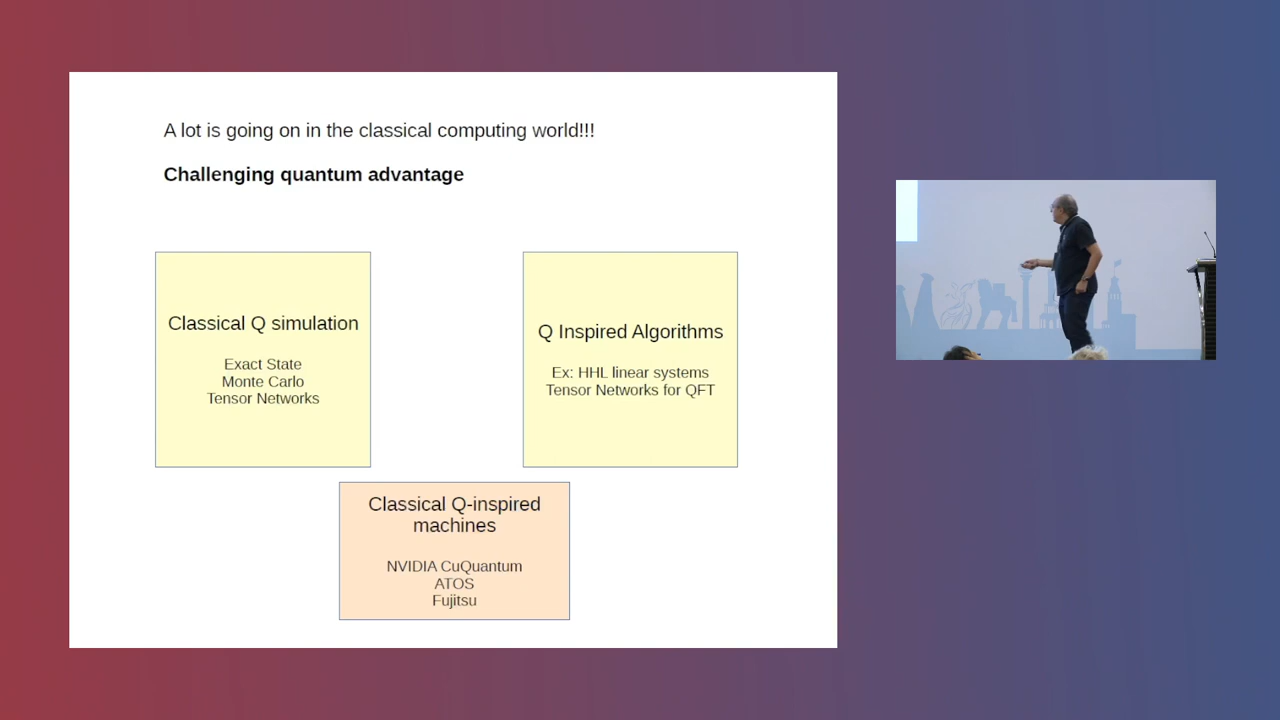 A lot is going on in the classical computing world!!!
Challenging quantum advantage
Classical Q simulation
Exact State
Monte Carlo
Tensor Networks
Q Inspired Algorithms
Ex: HHL linear systems
Tensor Networks for QFT
Classical Q-inspired
machines
NVIDIA CuQuantum
ATOS
Fujitsu